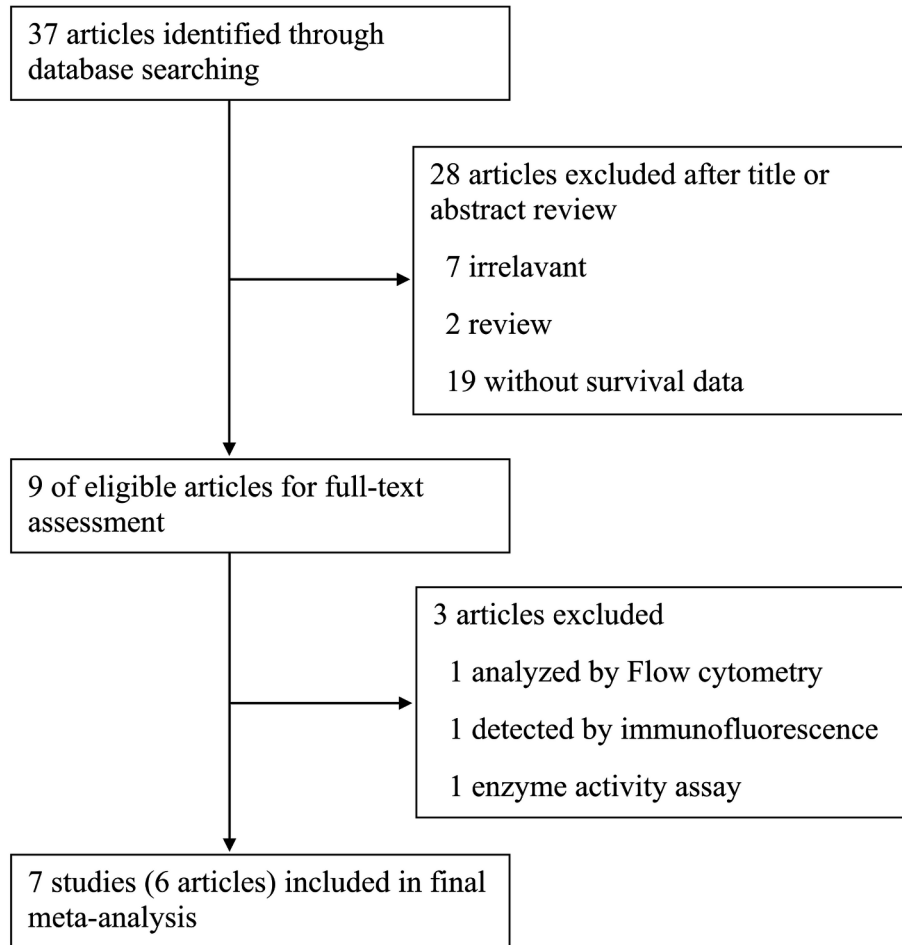 37 articles identified through
database searching
28 articles excluded after title or
abstract review
7 irrelavant
2 review
19 without survival data
9 of eligible articles for full-text
assessment
3 articles excluded
1 analyzed by Flow cytometry
1 detected by immunofluorescence
1 enzyme activity assay
7 studies (6 articles) included in final
meta-analysis